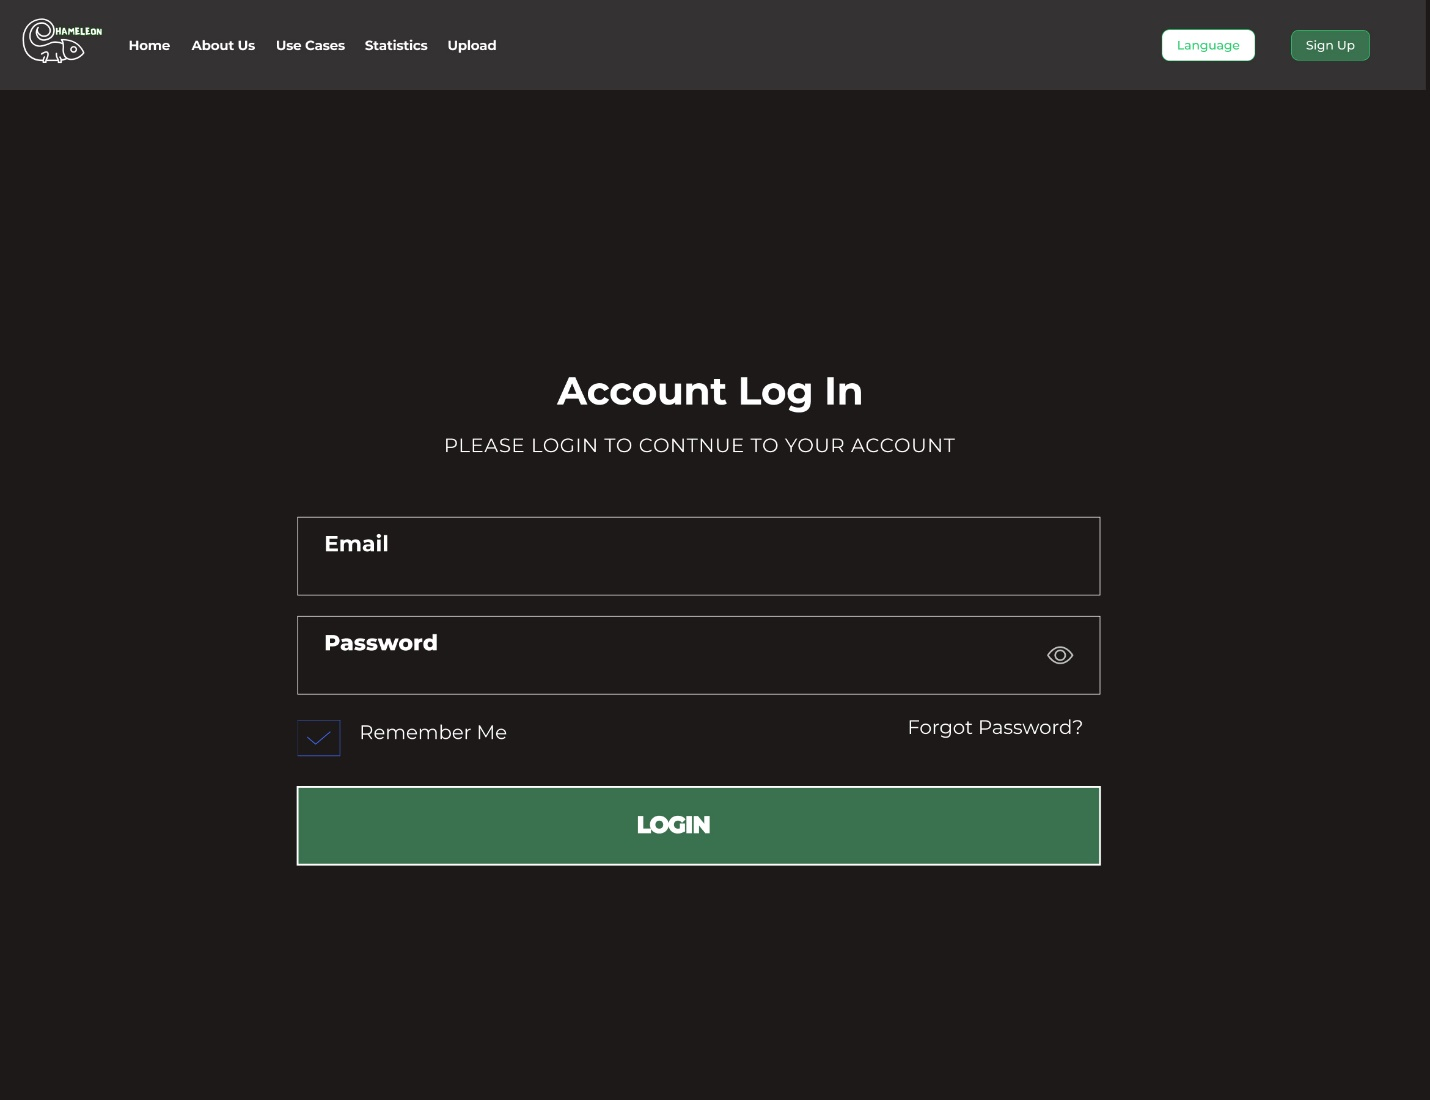 HAMELEON
Home About Us Use Cases Statistics Upload Language Sign Up
Account Log In
PLEASE LOGIN TO CONTNUE TO YOUR ACCOUNT
Email
Password
Remember Me Forgot Password?
LOGIN